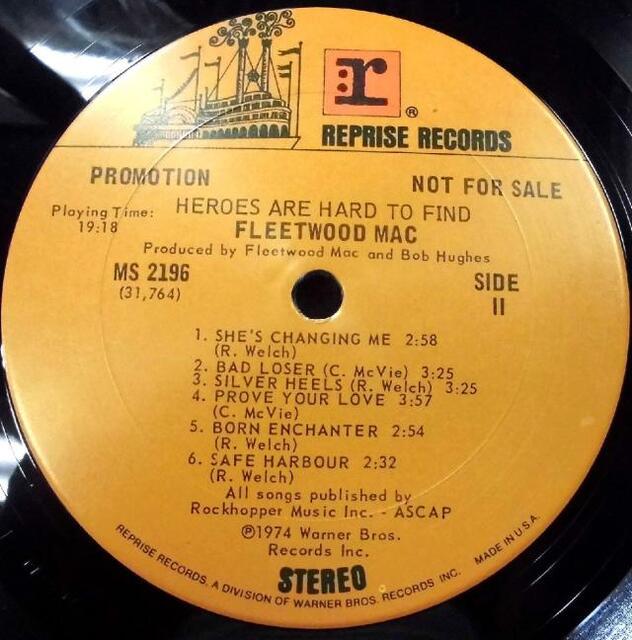 r®
REPRISE RECORDS
PROMOTION NOT FOR SALE
Playing Time: HEROES ARE HARD TO FIND
19:18 FLEETWOOD MAC
Produced by Fleetwood Mac and Bob Hughes
MS 2196 SIDE
(31,764) II
1. SHE'S CHANGING ME 2:58
(R. Welch)
2. BAD LOSER (C. McVie) 3:25
3. SILVER HEELS (R. Welch) 3:25
4. PROVE YOUR LOVE 3:57
(C. McVie)
5. BORN ENCHANTER 2:54
(R. Welch)
6. SAFE HARBOUR 2:32
(R. Welch)
All songs published by
Rockhopper Music Inc. - ASCAP
℗1974 Warner Bros.
Records Inc.
STEREO
REPRISE RECORDS, A DIVISION OF WARNER BROS. RECORDS INC. MADE IN U.S.A.